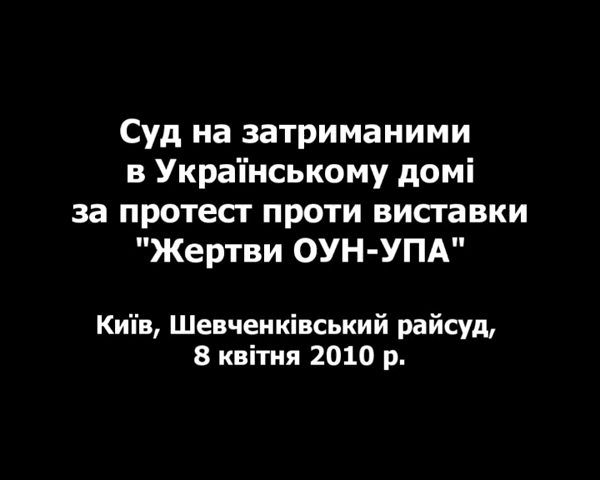 Суд на затриманими
в Українському домі
за протест проти виставки
"Жертви ОУН-УПА"
Київ, Шевченківський райсуд,
8 квітня 2010 р.